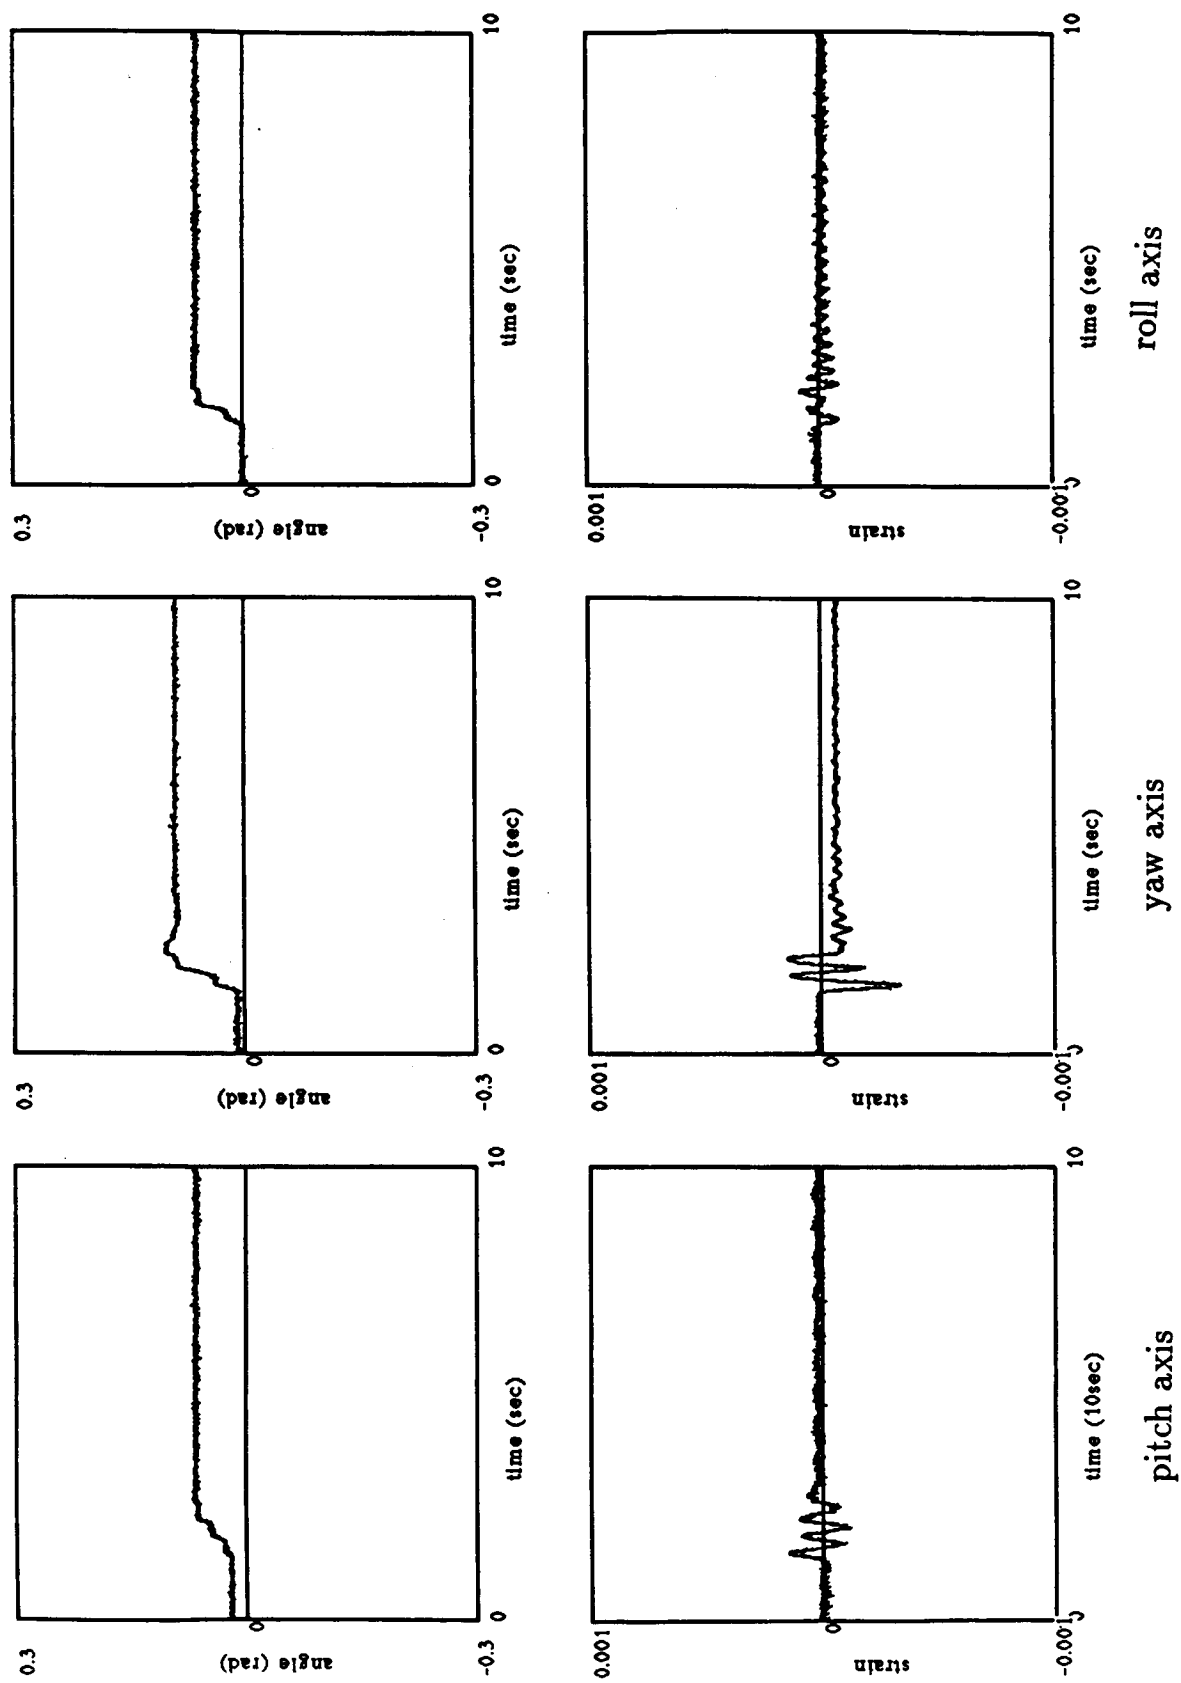 0.3
angle (rad)
0
-0.3
0
time (sec)
10
0.3
angle (rad)
0
-0.3
0
time (sec)
10
0.3
angle (rad)
0
-0.3
0
time (sec)
10
0.001
strain
0
-0.001
0
time (10sec)
10
0.001
strain
0
-0.001
0
time (sec)
10
0.001
strain
0
-0.001
0
time (sec)
10
pitch axis
yaw axis
roll axis